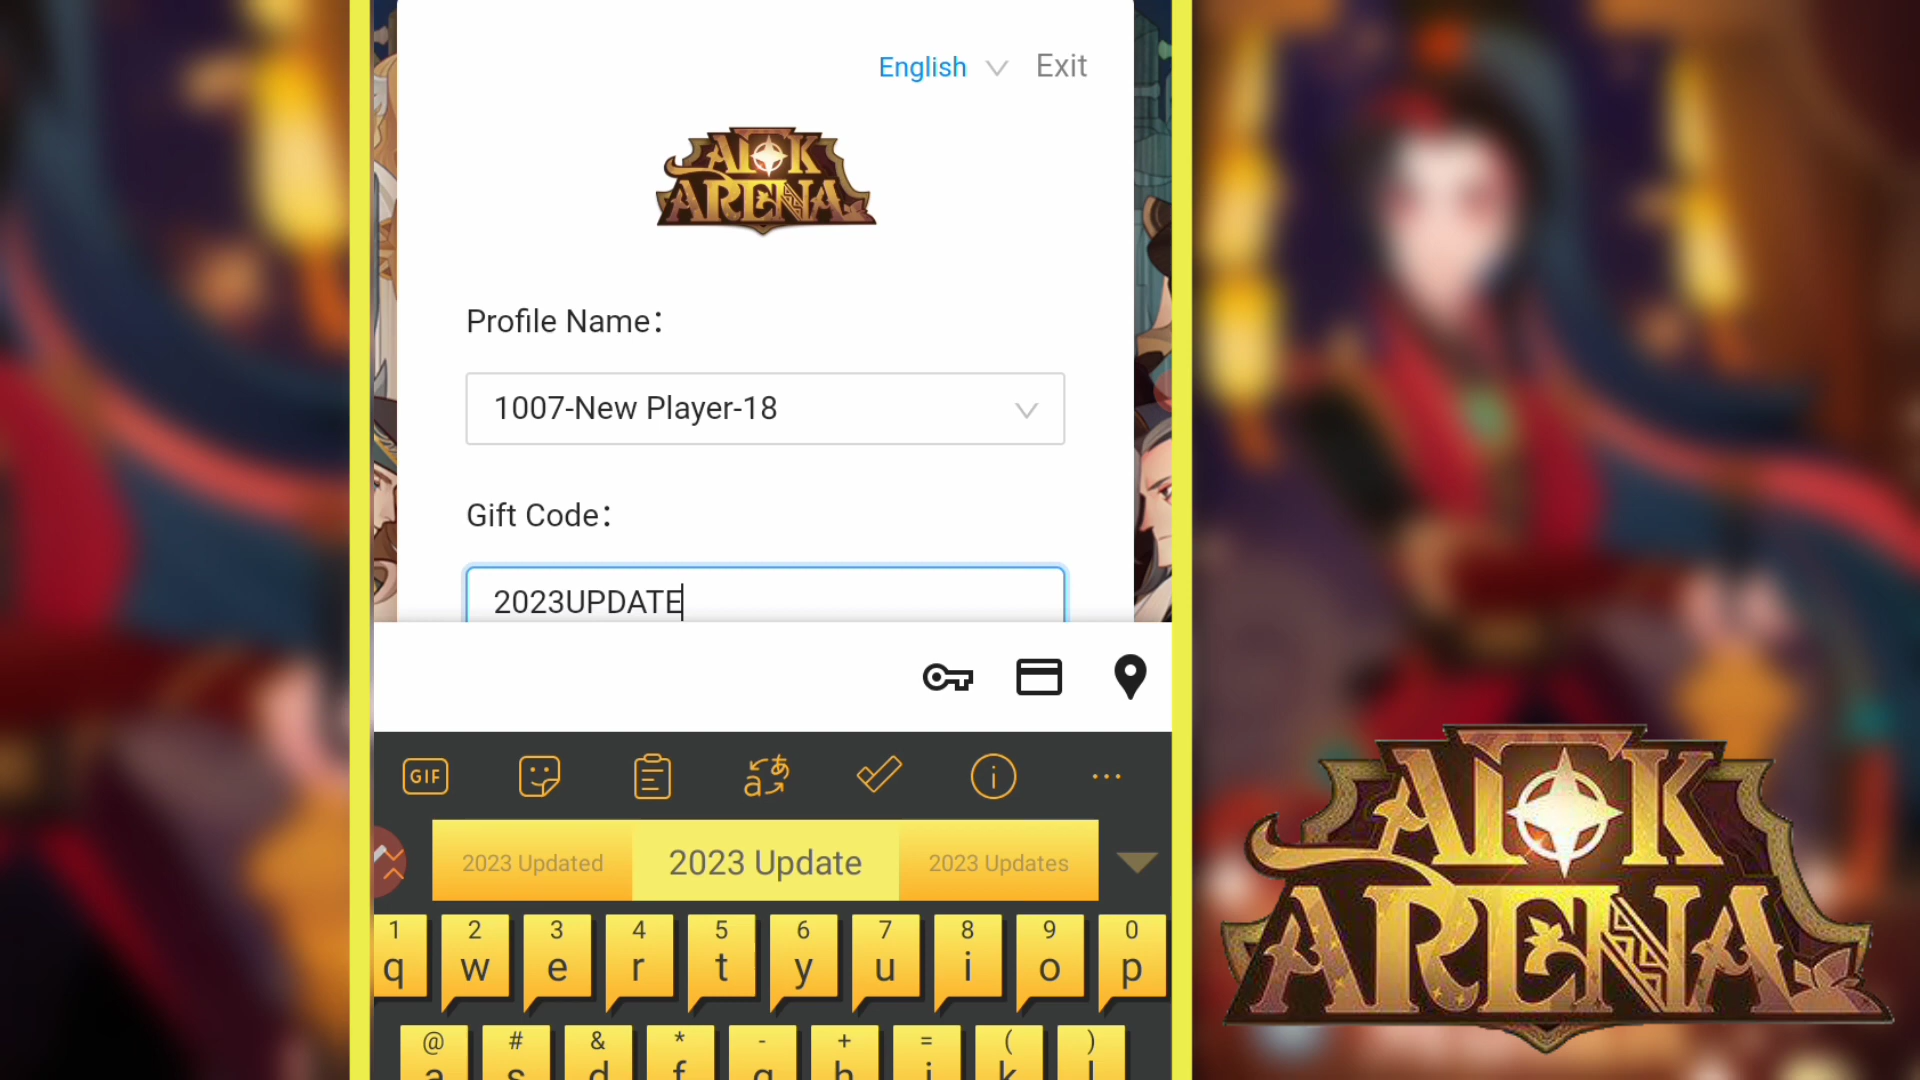 English Exit
AFK
ARENA
Profile Name:
1007-New Player-18
Gift Code:
2023UPDATE
GIF a あ
2023 Updated 2023 Update 2023 Updates
1 2 3 4 5 6 7 8 9 0
q w e r t y u i o p
@ # & * - + = ( )
a s d f g h j k l
AFK
ARENA